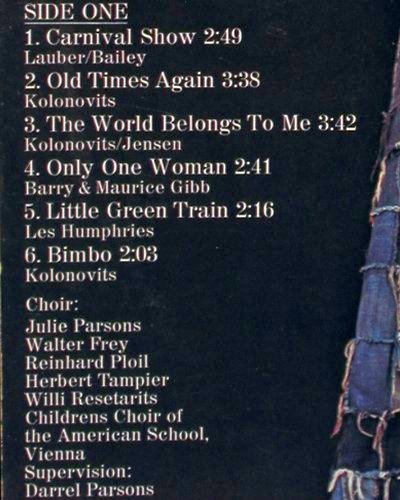 SIDE ONE
1. Carnival Show 2:49
Lauber/Bailey
2. Old Times Again 3:38
Kolonovits
3. The World Belongs To Me 3:42
Kolonovits/Jensen
4. Only One Woman 2:41
Barry & Maurice Gibb
5. Little Green Train 2:16
Les Humphries
6. Bimbo 2:03
Kolonovits
Choir:
Julie Parsons
Walter Frey
Reinhard Ploil
Herbert Tampier
Willi Resetarits
Childrens Choir of
the American School,
Vienna
Supervision:
Darrel Parsons